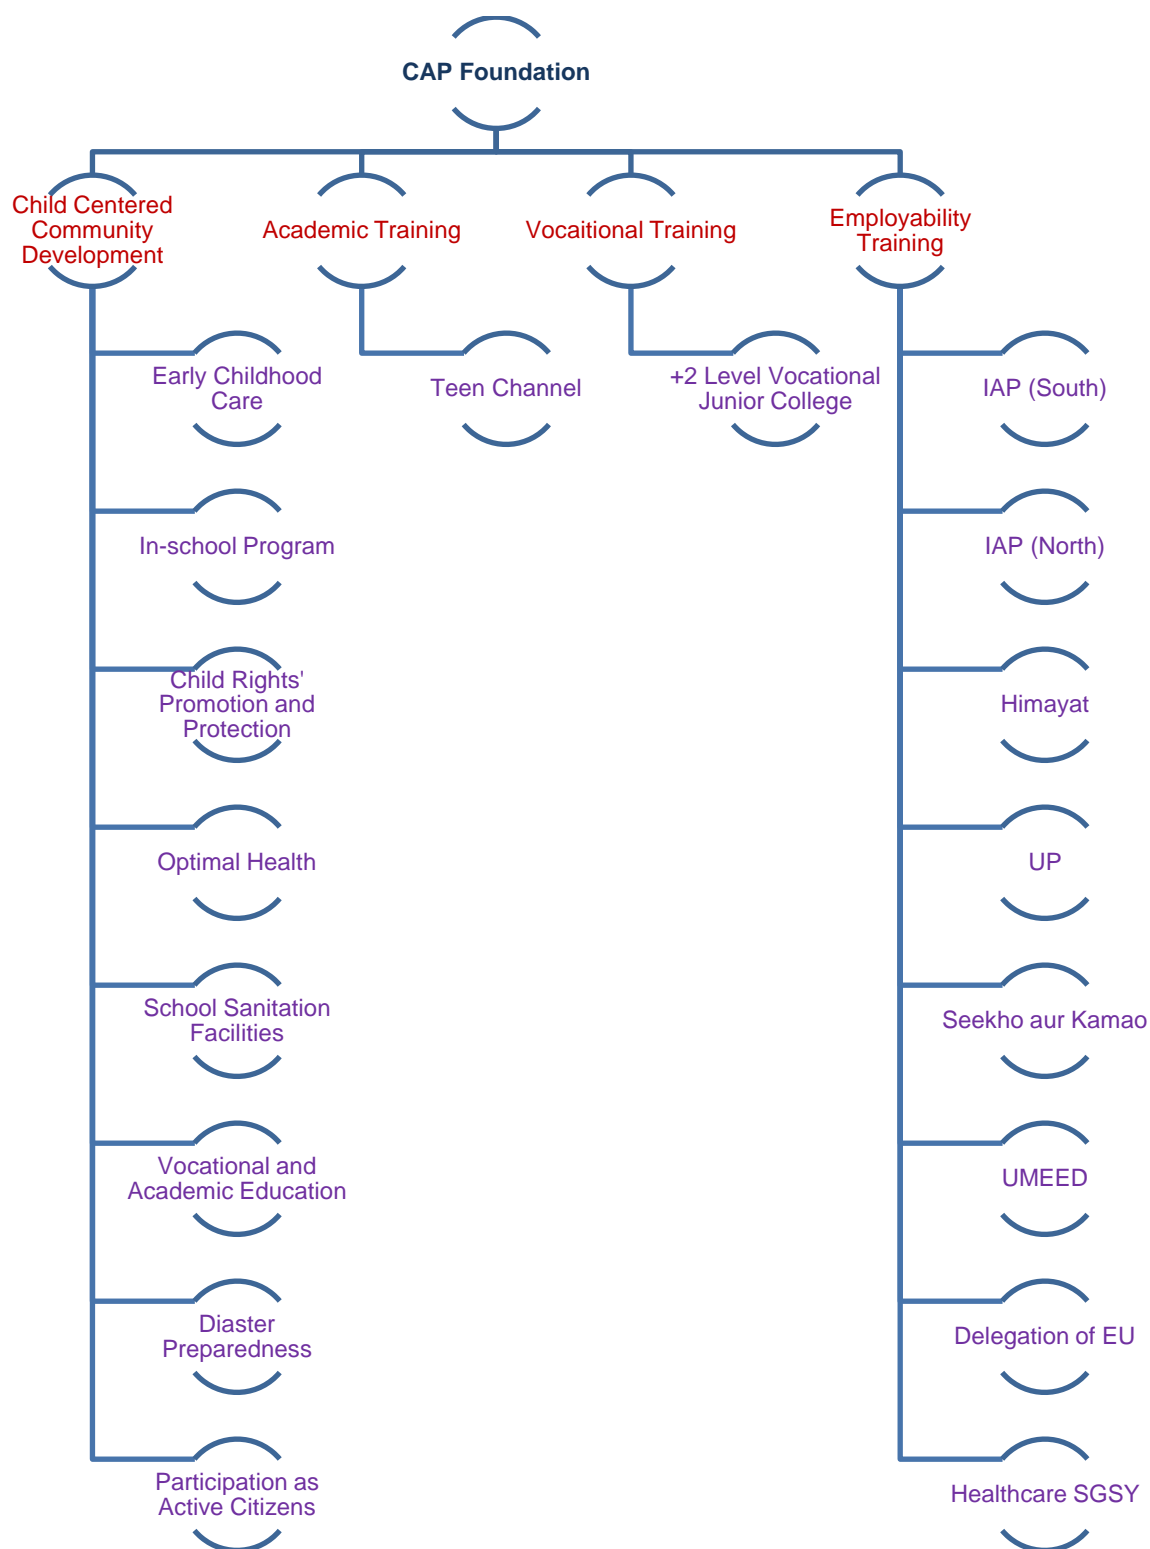 CAP Foundation
Child Centered
Community
Development
Academic Training
Vocaitional Training
Employability
Training
Early Childhood
Care
Teen Channel
+2 Level Vocational
Junior College
IAP (South)
In-school Program
IAP (North)
Child Rights'
Promotion and
Protection
Himayat
Optimal Health
UP
School Sanitation
Facilities
Seekho aur Kamao
Vocational and
Academic Education
UMEED
Diaster
Preparedness
Delegation of EU
Participation as
Active Citizens
Healthcare SGSY